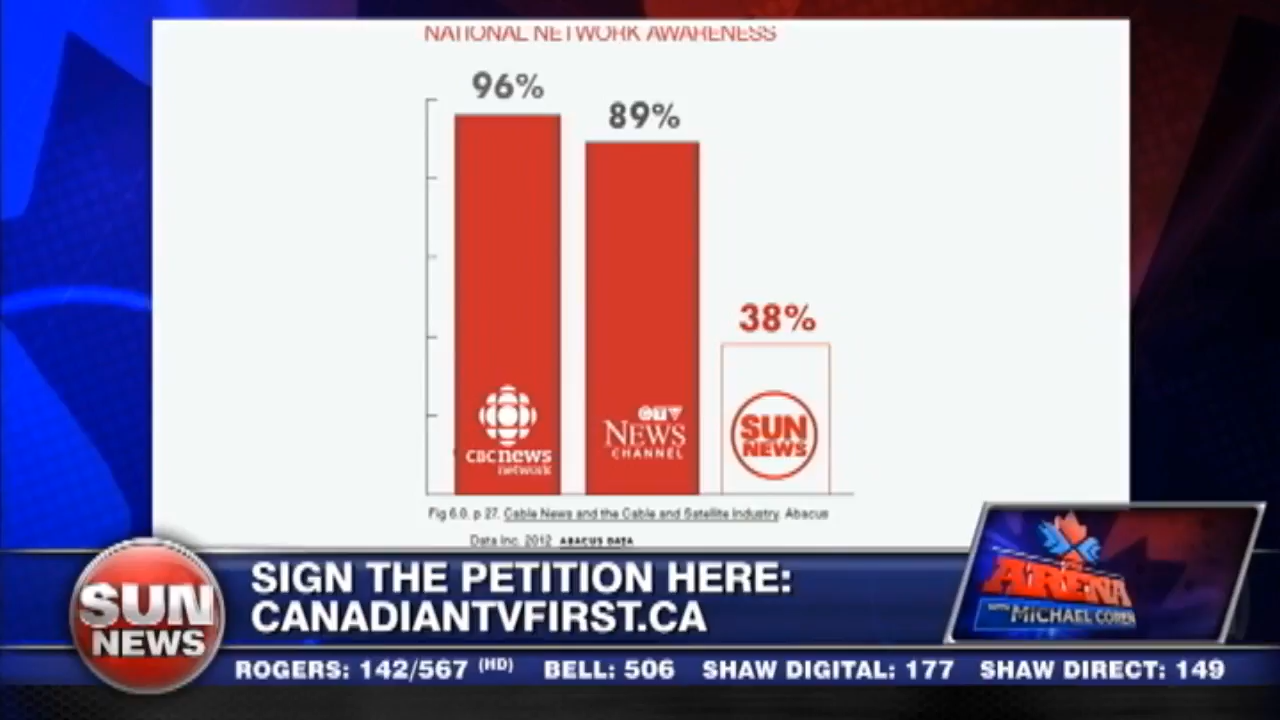 NATIONAL NETWORK AWARENESS
96%
89%
38%
CBCnews
network
CTV
NEWS
CHANNEL
SUN
NEWS
Fig 6.0. p 27. Cable News and the Cable and Satellite Industry. Abacus
Data Inc. 2012 ABACUS DATA
SUN
NEWS
SIGN THE PETITION HERE:
CANADIANTVFIRST.CA
ARENA
WITH MICHAEL COREN
ROGERS: 142/567 (HD) BELL: 506 SHAW DIGITAL: 177 SHAW DIRECT: 149